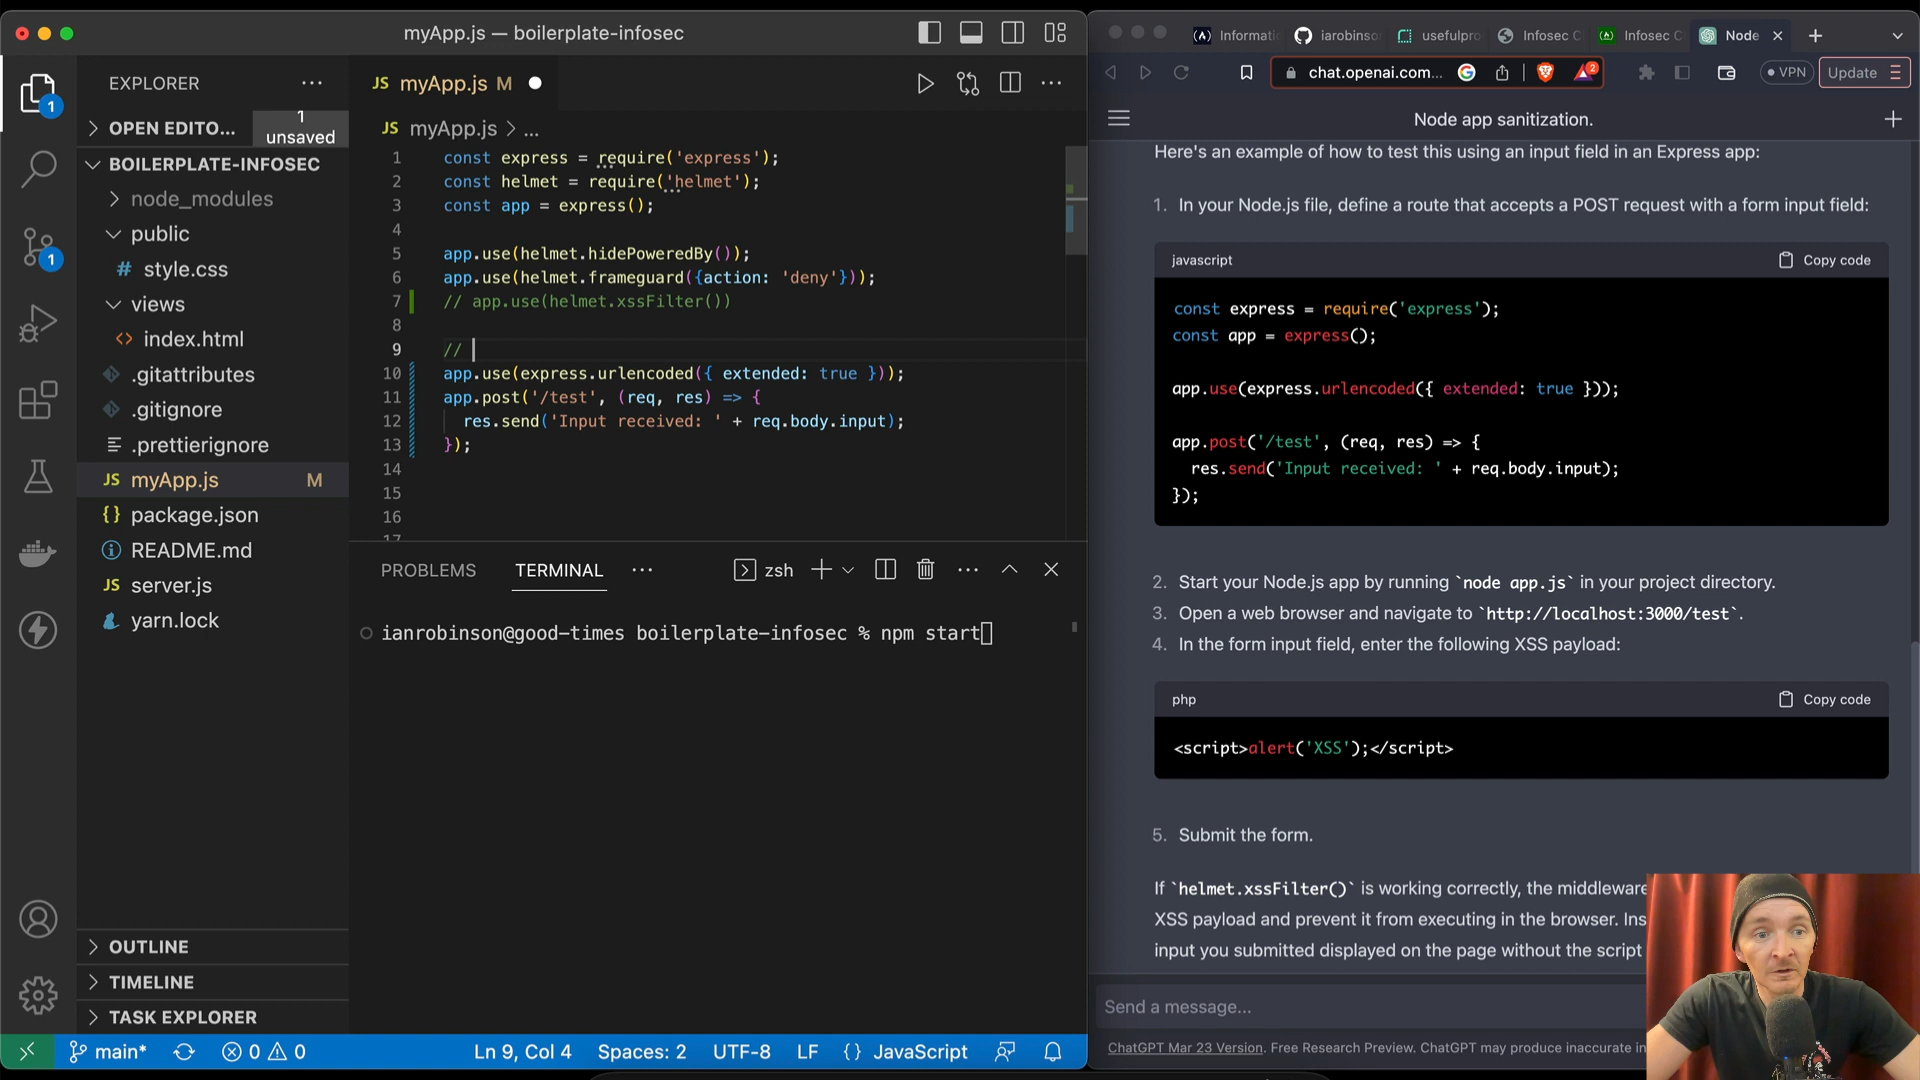 myApp.js — boilerplate-infosec
EXPLORER
OPEN EDITO...
1 unsaved
BOILERPLATE-INFOSEC
node_modules
public
# style.css
views
<> index.html
.gitattributes
.gitignore
.prettierignore
JS myApp.js M
{} package.json
README.md
JS server.js
yarn.lock
OUTLINE
TIMELINE
TASK EXPLORER
1
1
JS myApp.js M
JS myApp.js > ...
1 const express = require('express');
2 const helmet = require('helmet');
3 const app = express();
4
5 app.use(helmet.hidePoweredBy());
6 app.use(helmet.frameguard({action: 'deny'}));
7 // app.use(helmet.xssFilter())
8
9 //
10 app.use(express.urlencoded({ extended: true }));
11 app.post('/test', (req, res) => {
12 res.send('Input received: ' + req.body.input);
13 });
14
15
16
17
PROBLEMS
TERMINAL
zsh
ianrobinson@good-times boilerplate-infosec % npm start
main*
0
0
Ln 9, Col 4
Spaces: 2
UTF-8
LF
{} JavaScript
Informati
iarobinso
usefulpro
Infosec C
Infosec C
Node
chat.openai.com...
2
VPN
Update
Node app sanitization.
Here's an example of how to test this using an input field in an Express app:
1. In your Node.js file, define a route that accepts a POST request with a form input field:
javascript
Copy code
const express = require('express');
const app = express();
app.use(express.urlencoded({ extended: true }));
app.post('/test', (req, res) => {
res.send('Input received: ' + req.body.input);
});
2. Start your Node.js app by running `node app.js` in your project directory.
3. Open a web browser and navigate to `http://localhost:3000/test`.
4. In the form input field, enter the following XSS payload:
php
Copy code
<script>alert('XSS');</script>
5. Submit the form.
If `helmet.xssFilter()` is working correctly, the middleware
XSS payload and prevent it from executing in the browser. Ins
input you submitted displayed on the page without the script
Send a message...
ChatGPT Mar 23 Version. Free Research Preview. ChatGPT may produce inaccurate in